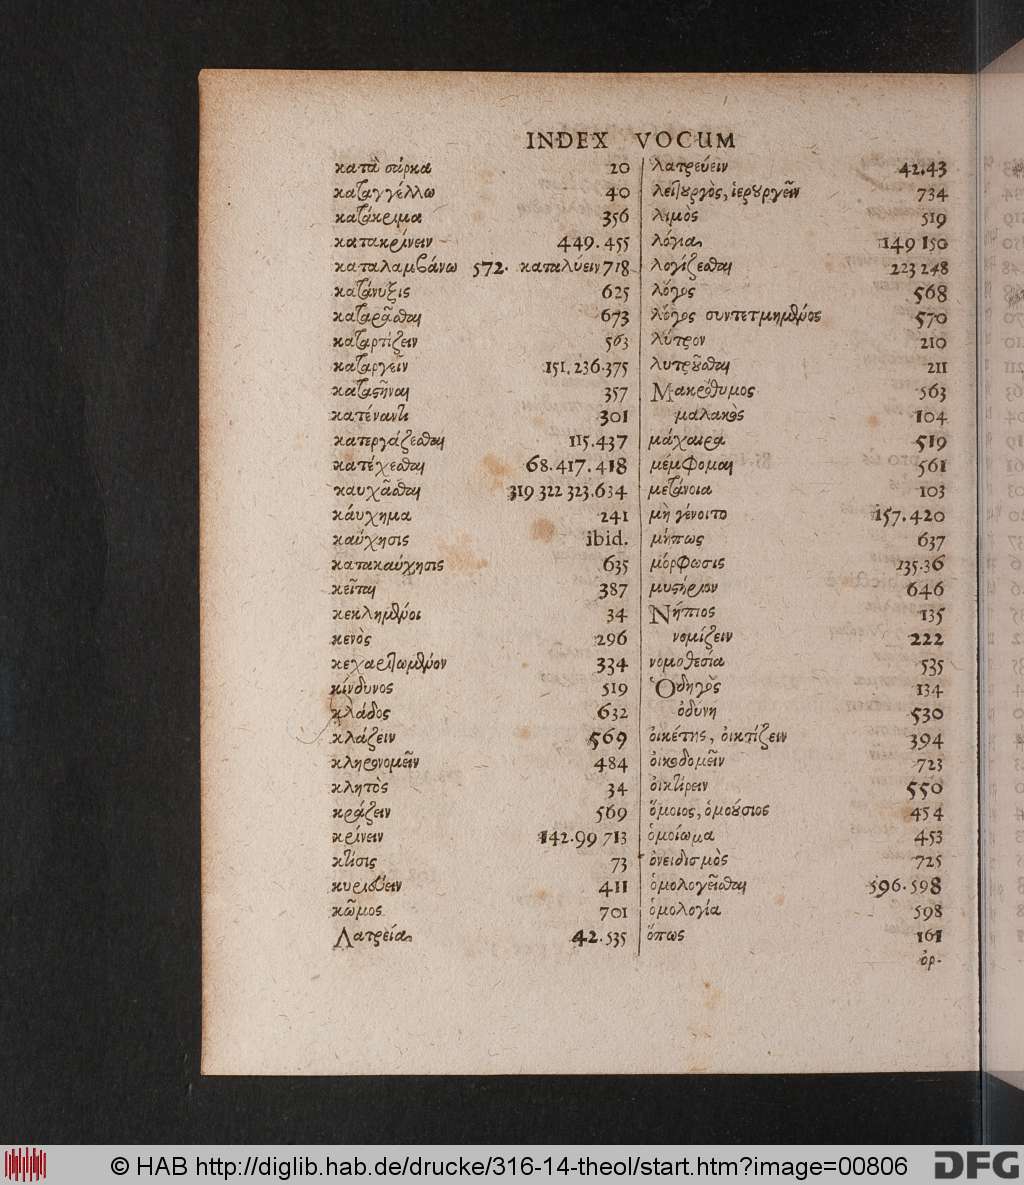 INDEX VOCUM
κατὰ σάρκα 20
καταγγέλλω 40
κατάκριμα 356
κατακρίνειν 449. 455
καταλαμβάνω 572. καταλύειν 718
κατάνυξις 625
καταρᾶσθαι 673
καταρτίζειν 563
καταργεῖν 151. 236.375
καταστῆναι 357
κατέναντι 301
κατεργάζεσθαι 115.437
κατέχεσθαι 68.417.418
καυχᾶσθαι 319 322 323.634
κάυχημα 241
καύχησις ibid.
κατακαύχησις 635
κεῖται 387
κεκλημένοι 34
κενὸς 296
κεχαριτωμένον 334
κίνδυνος 519
κλάδος 632
κλάζειν 569
κληρονομεῖν 484
κλητὸς 34
κράζειν 569
κρίνειν 142.99 713
κτίσις 73
κυριεύειν 411
κῶμος 701
Λατρεία 42.535
λατρεύειν 42.43
λειτουργὸς, ἱερουργεῖν 734
λιμὸς 519
λόγια 149 150
λογίζεσθαι 223 248
λόγος 568
λόγος συντετμημένος 570
λύτρον 210
λυτροῦσθαι 211
Μακρόθυμος 563
μαλακὸς 104
μάχαιρα 519
μέμφομαι 561
μετάνοια 103
μὴ γένοιτο 157.420
μήπως 637
μόρφωσις 135.36
μυστήριον 646
Νήπιος 135
νομίζειν 222
νομοθεσία 535
Ὁδηγὸς 134
ὀδυνη 530
οἰκέτης, οἰκτίζειν 394
οἰκοδομεῖν 723
οἰκτίρειν 550
ὅμοιος, ὁμούσιος 454
ὁμοίωμα 453
ὀνειδισμὸς 725
ὁμολογεῖσθαι 596.598
ὁμολογία 598
ὅπως 161
ὀρ-
© HAB http://diglib.hab.de/drucke/316-14-theol/start.htm?image=00806
DFG